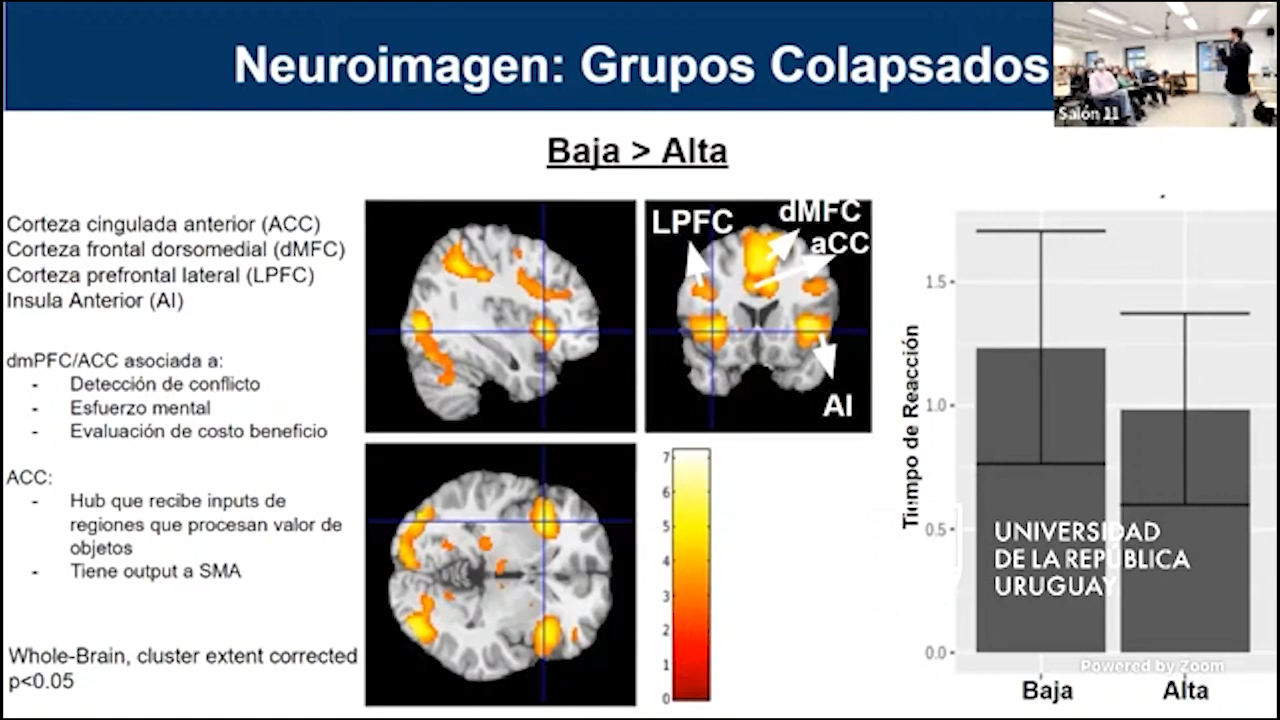 Neuroimagen: Grupos Colapsados
Salón 11
Baja > Alta
Corteza cingulada anterior (ACC)
Corteza frontal dorsomedial (dMFC)
Corteza prefrontal lateral (LPFC)
Insula Anterior (AI)
dmPFC/ACC asociada a:
- Detección de conflicto
- Esfuerzo mental
- Evaluación de costo beneficio
ACC:
- Hub que recibe inputs de
regiones que procesan valor de
objetos
- Tiene output a SMA
Whole-Brain, cluster extent corrected
p<0.05
LPFC
dMFC
aCC
AI
7
6
5
4
3
2
1
0
Tiempo de Reacción
1.5
1.0
0.5
0.0
Baja
Alta
UNIVERSIDAD
DE LA REPÚBLICA
URUGUAY
Powered by Zoom